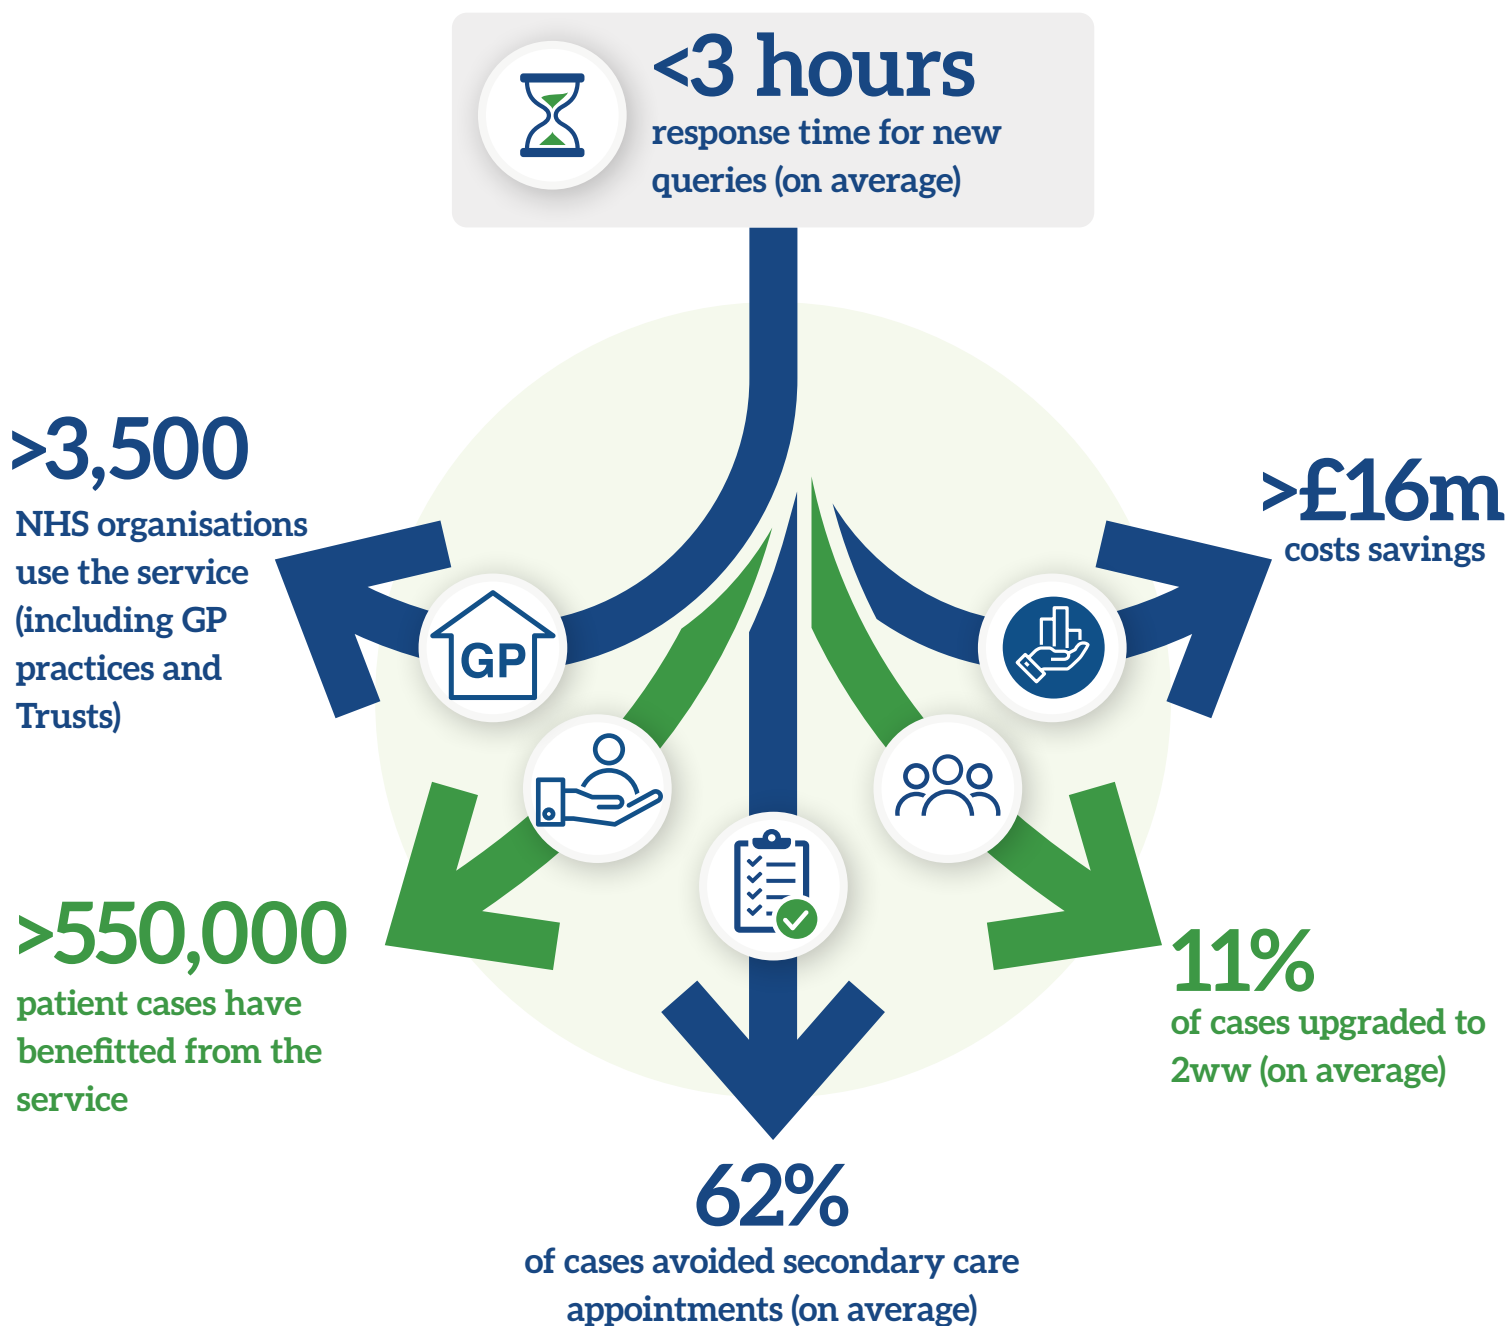 <3 hours
response time for new
queries (on average)
>3,500
NHS organisations
use the service
(including GP
practices and
Trusts)
GP
>£16m
costs savings
>550,000
patient cases have
benefitted from the
service
11%
of cases upgraded to
2ww (on average)
62%
of cases avoided secondary care
appointments (on average)